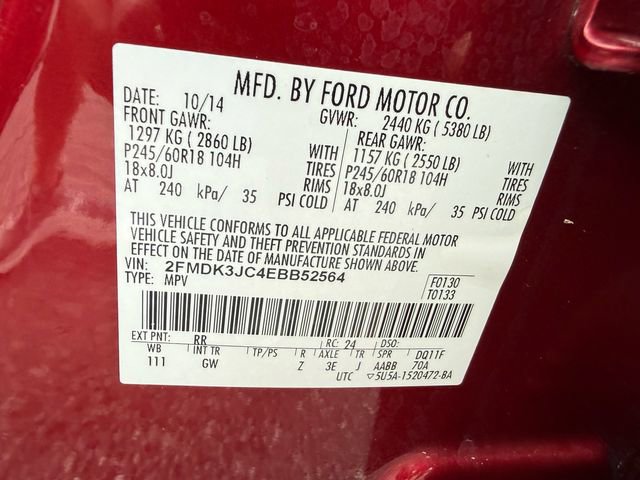 MFD. BY FORD MOTOR CO.
DATE: 10/14 GVWR: 2440 KG ( 5380 LB)
FRONT GAWR: REAR GAWR:
1297 KG ( 2860 LB) WITH 1157 KG ( 2550 LB) WITH
P245/60R18 104H TIRES P245/60R18 104H TIRES
18x8.0J RIMS 18x8.0J RIMS
AT 240 kPa/ 35 PSI COLD AT 240 kPa/ 35 PSI COLD
THIS VEHICLE CONFORMS TO ALL APPLICABLE FEDERAL MOTOR
VEHICLE SAFETY AND THEFT PREVENTION STANDARDS IN
EFFECT ON THE DATE OF MANUFACTURE SHOWN ABOVE.
VIN: 2FMDK3JC4EBB52564 F0130
TYPE: MPV T0133
EXT PNT: RR RC: 24 DSO:
WB INT TR TP/PS R AXLE TR SPR DQ11F
111 GW Z 3E J AABB 70A
UTC ▽5U5A-1520472-BA